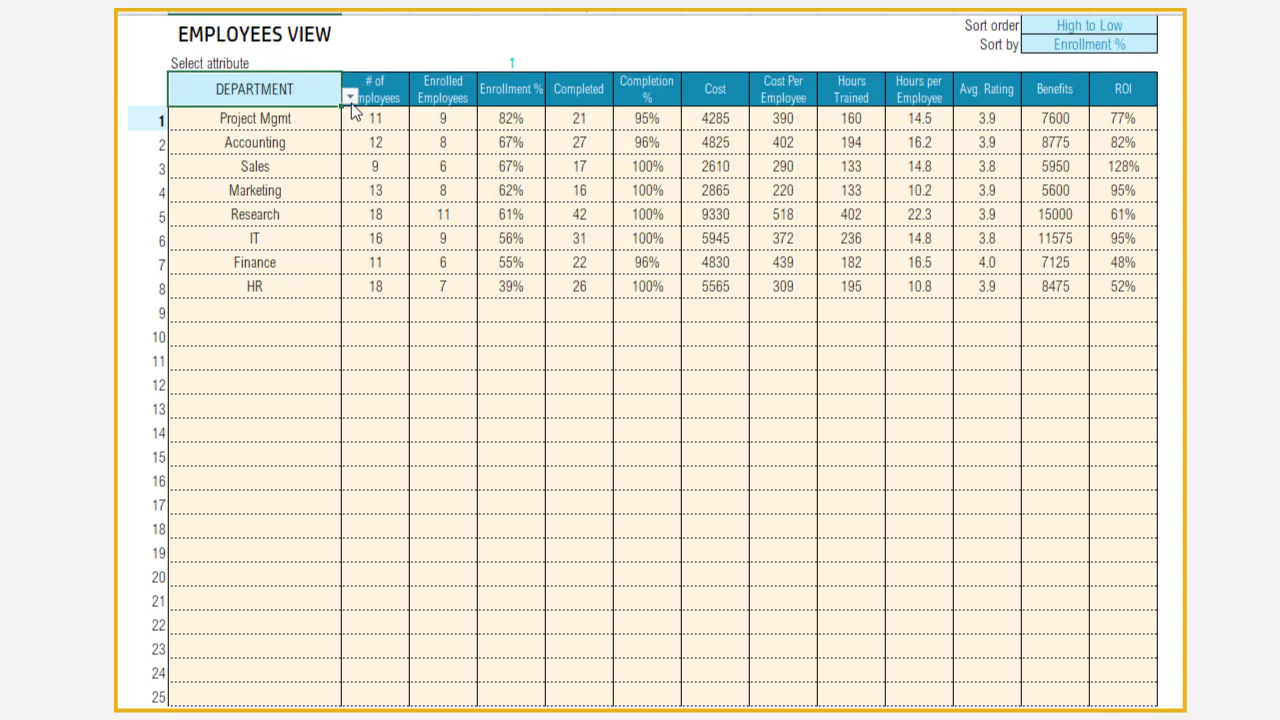 EMPLOYEES VIEW
Sort order High to Low
Sort by Enrollment %
Select attribute ↑
DEPARTMENT # of mployees Enrolled Employees Enrollment % Completed Completion % Cost Cost Per Employee Hours Trained Hours per Employee Avg. Rating Benefits ROI
1 Project Mgmt 11 9 82% 21 95% 4285 390 160 14.5 3.9 7600 77%
2 Accounting 12 8 67% 27 96% 4825 402 194 16.2 3.9 8775 82%
3 Sales 9 6 67% 17 100% 2610 290 133 14.8 3.8 5950 128%
4 Marketing 13 8 62% 16 100% 2865 220 133 10.2 3.9 5600 95%
5 Research 18 11 61% 42 100% 9330 518 402 22.3 3.9 15000 61%
6 IT 16 9 56% 31 100% 5945 372 236 14.8 3.8 11575 95%
7 Finance 11 6 55% 22 96% 4830 439 182 16.5 4.0 7125 48%
8 HR 18 7 39% 26 100% 5565 309 195 10.8 3.9 8475 52%
9
10
11
12
13
14
15
16
17
18
19
20
21
22
23
24
25